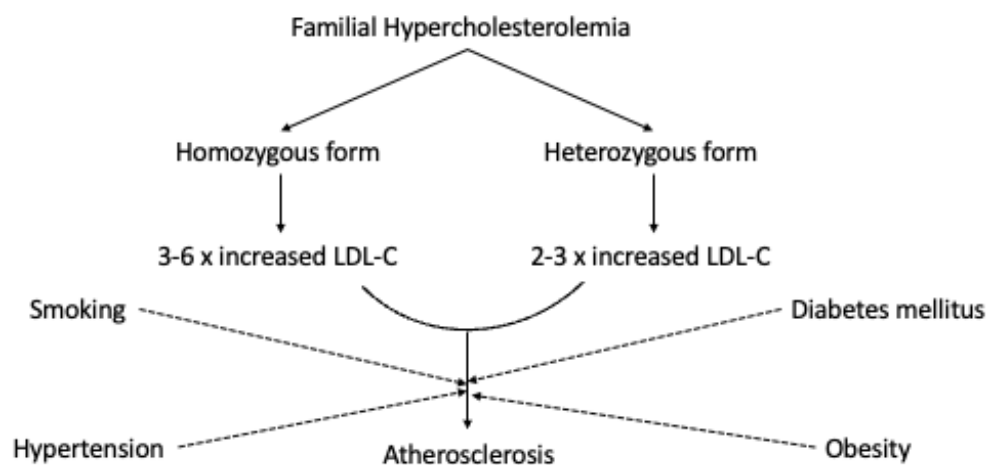 Familial Hypercholesterolemia
Homozygous form
Heterozygous form
3-6 x increased LDL-C
2-3 x increased LDL-C
Smoking
Diabetes mellitus
Hypertension
Atherosclerosis
Obesity